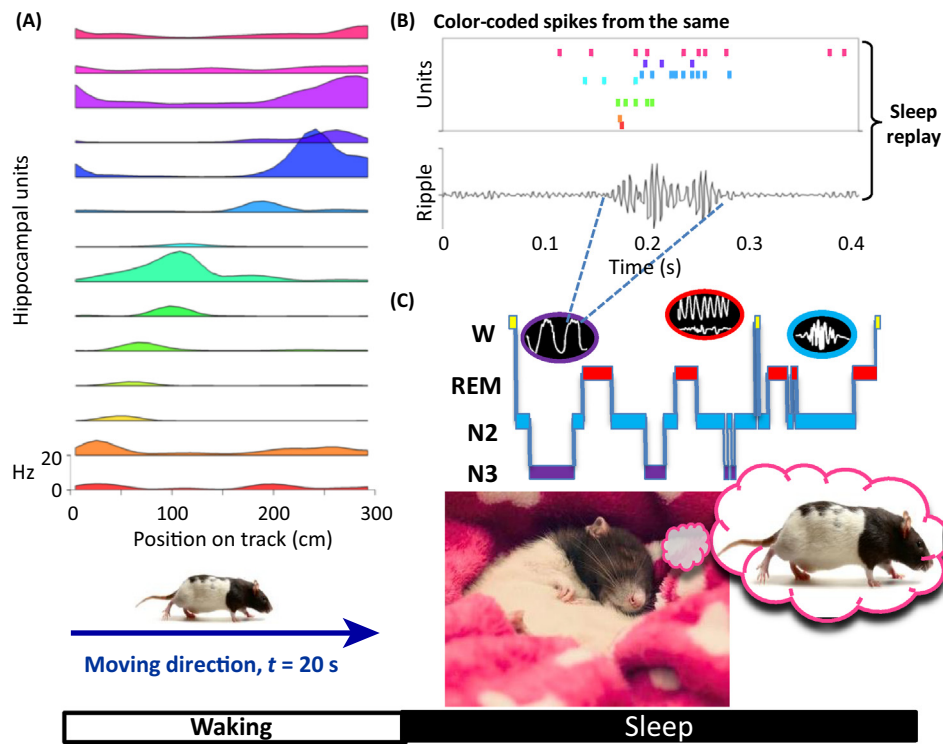 (A)
Hippocampal units
Hz
20
0
0
100
200
300
Position on track (cm)
Moving direction, t = 20 s
Waking
(B)
Color-coded spikes from the same
Units
Ripple
Sleep
replay
0
0.1
0.2
0.3
0.4
Time (s)
(C)
W
REM
N2
N3
Sleep